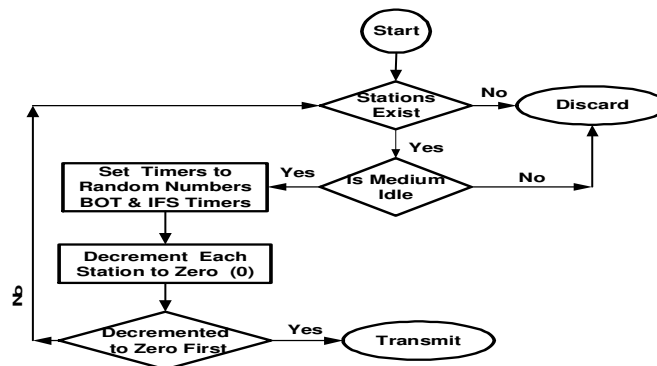 Start
Stations
Exist
No
Discard
Yes
Is Medium
Idle
Yes
No
Set Timers to
Random Numbers
BOT & IFS Timers
Decrement Each
Station to Zero (0)
No
Decremented
to Zero First
Yes
Transmit